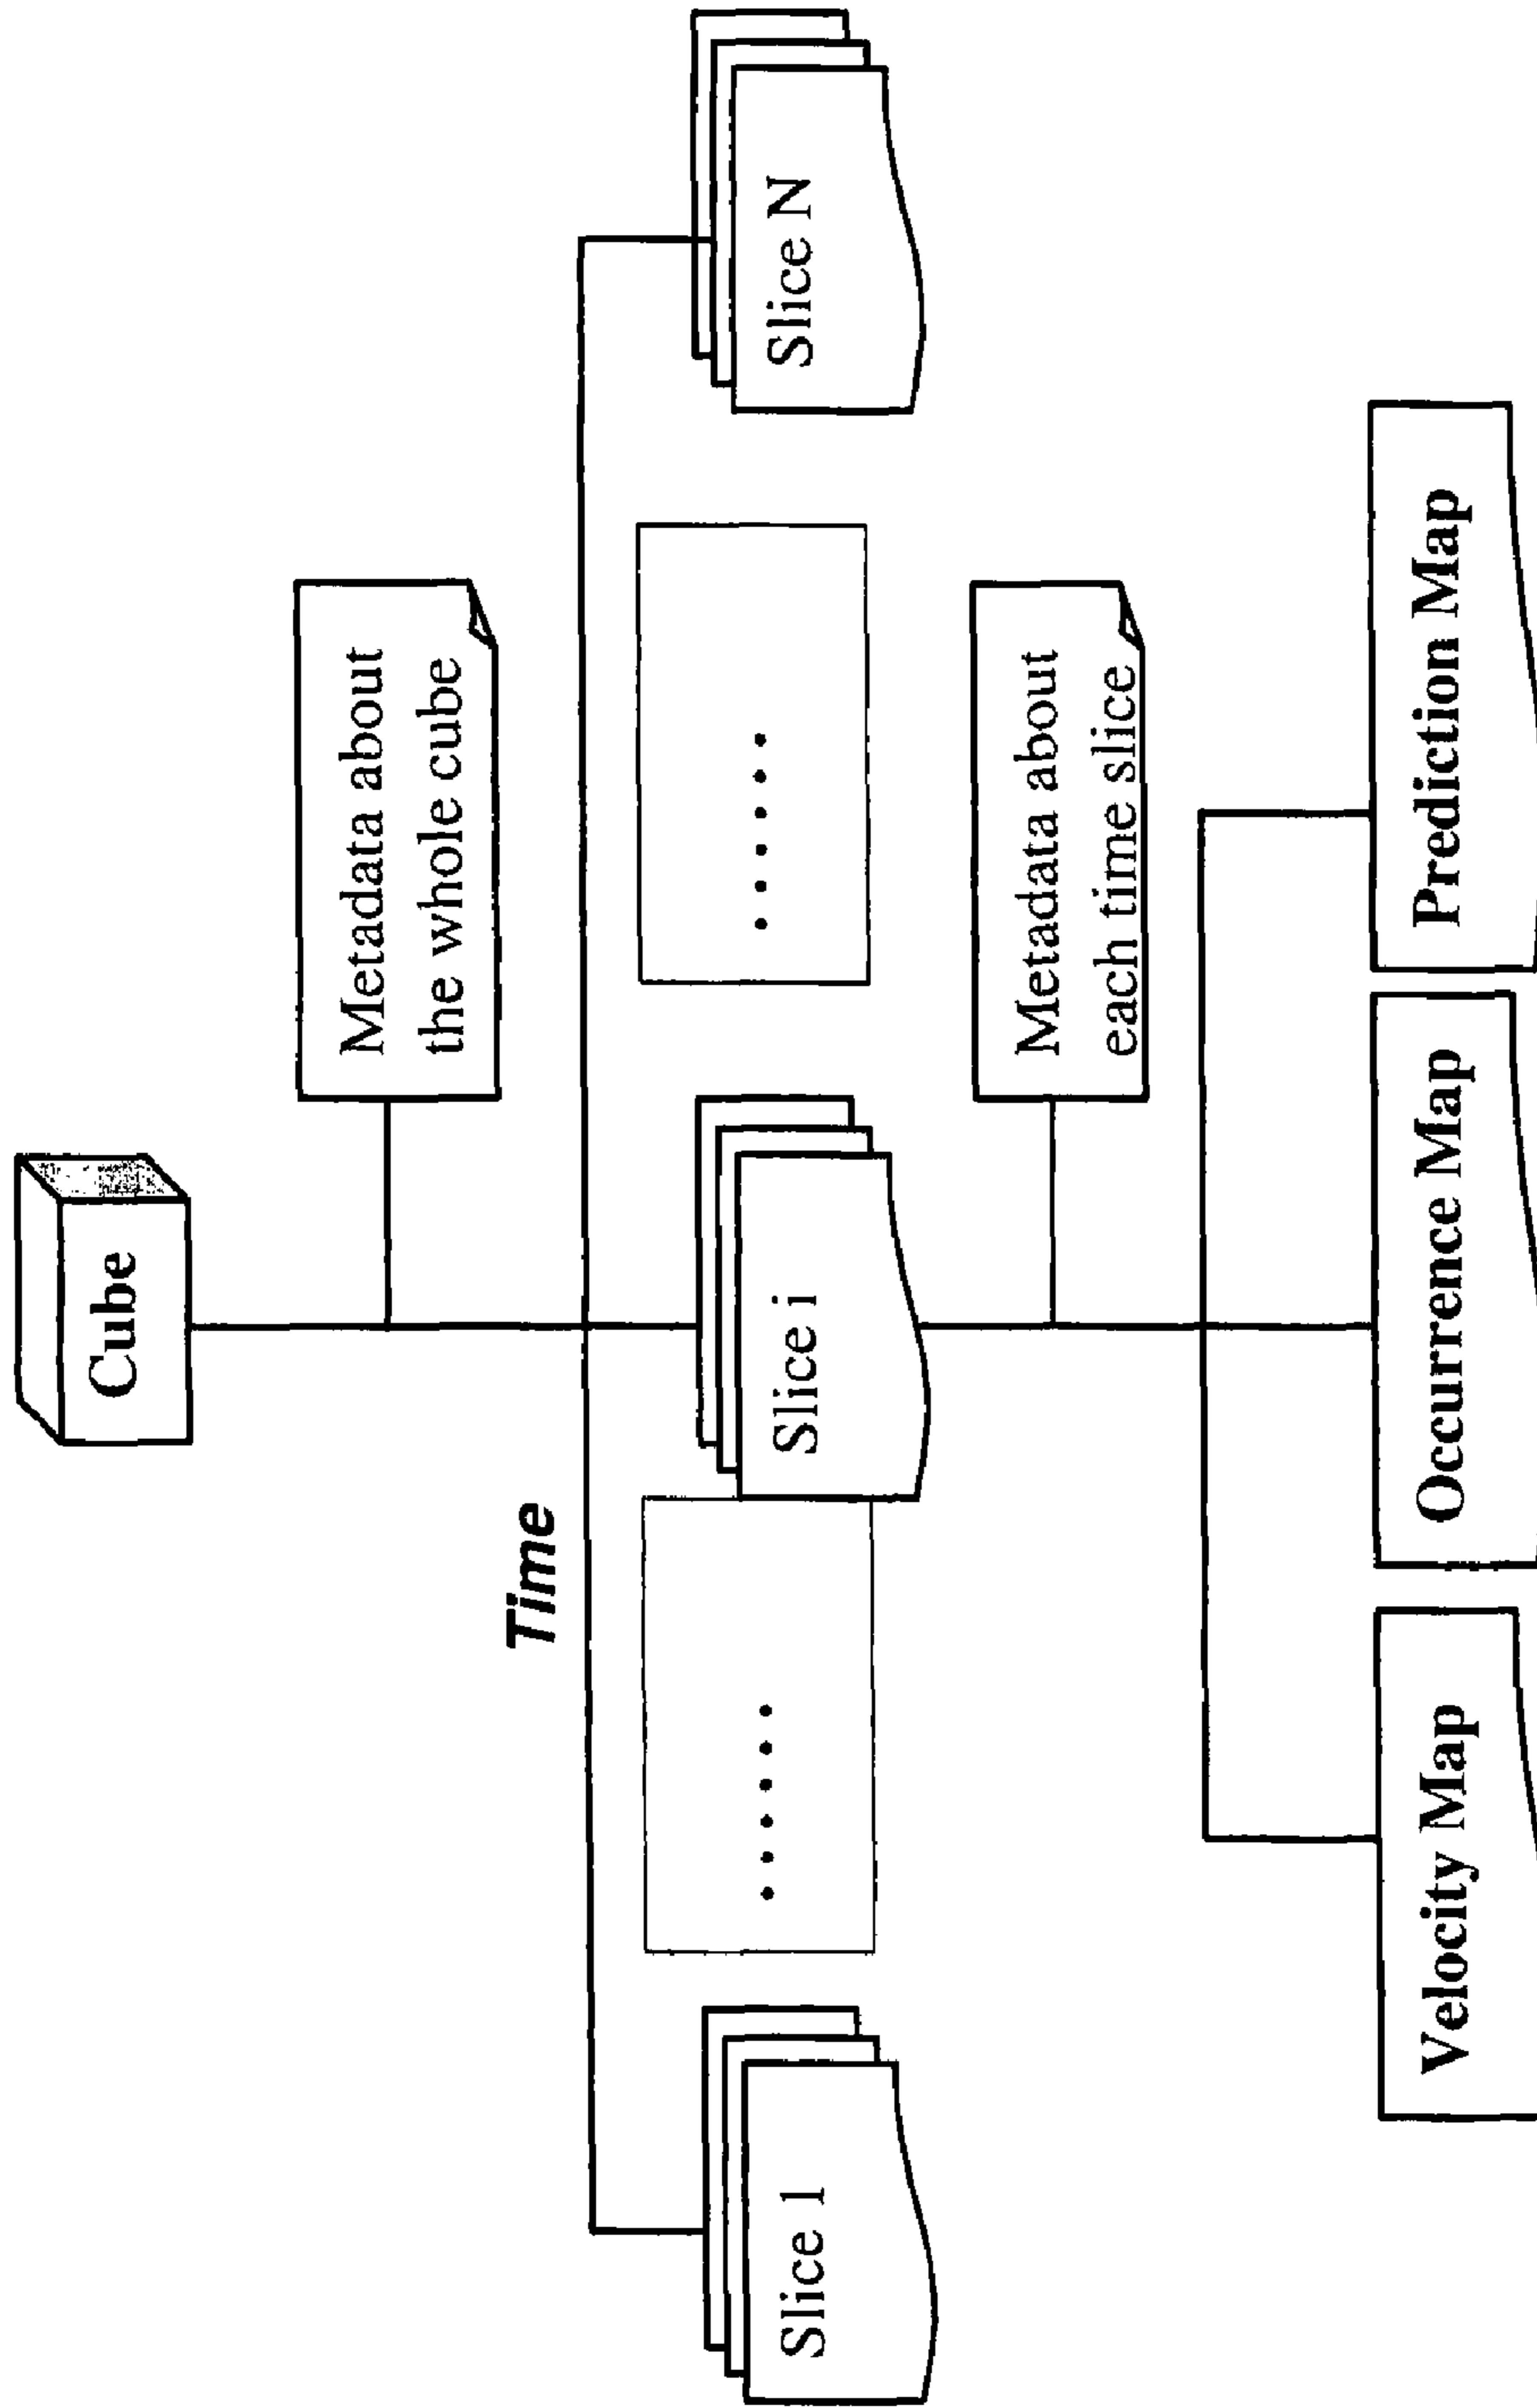 Cube
Metadata about
the whole cube
Time
Slice 1
......
Slice i
......
Slice N
Metadata about
each time slice
Velocity Map
Occurrence Map
Prediction Map